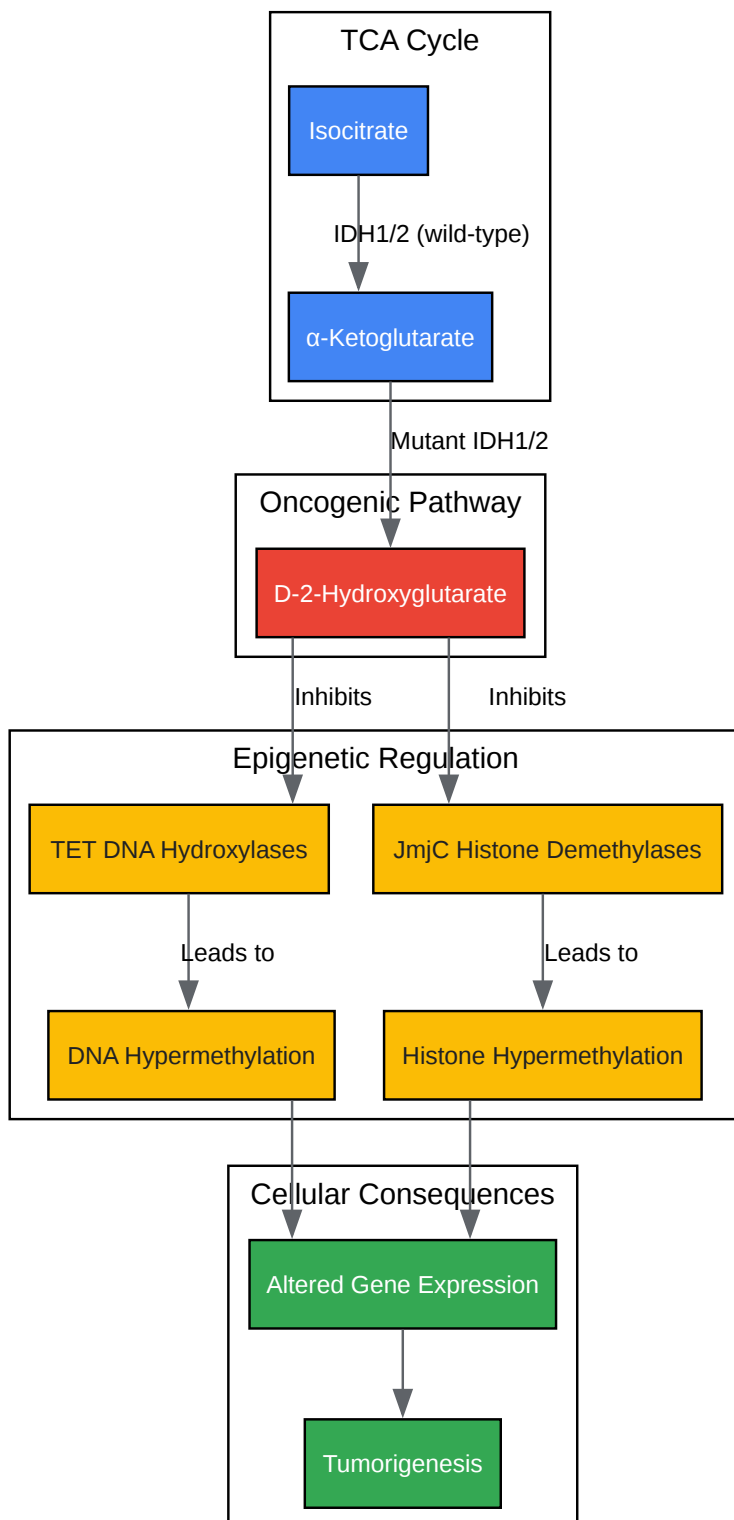 TCA Cycle
Isocitrate
IDH1/2 (wild-type)
α-Ketoglutarate
Mutant IDH1/2
Oncogenic Pathway
D-2-Hydroxyglutarate
Inhibits
Inhibits
Epigenetic Regulation
TET DNA Hydroxylases
JmjC Histone Demethylases
Leads to
Leads to
DNA Hypermethylation
Histone Hypermethylation
Cellular Consequences
Altered Gene Expression
Tumorigenesis